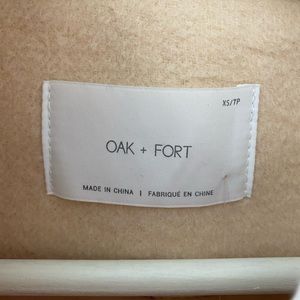 XS/TP
OAK + FORT
MADE IN CHINA | FABRIQUÉ EN CHINE